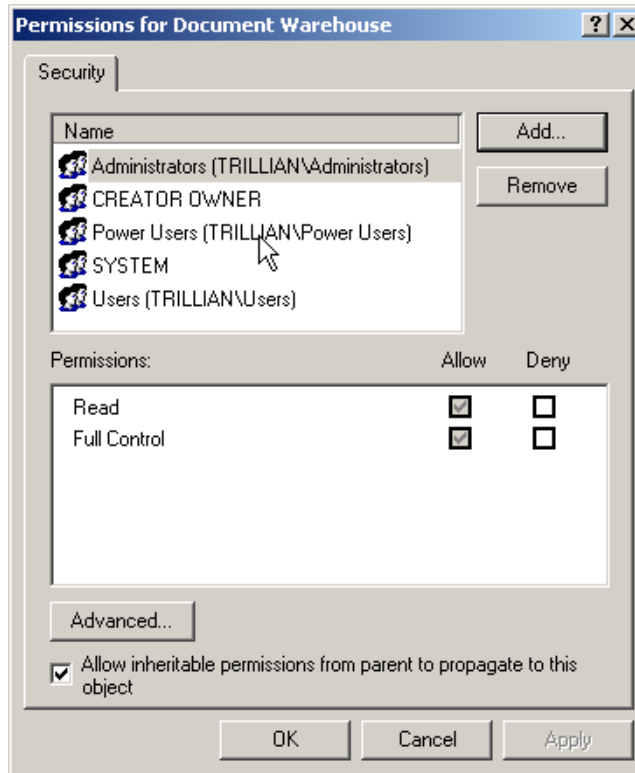 Permissions for Document Warehouse
Security
Name
Add...
Administrators (TRILLIAN\Administrators)
Remove
CREATOR OWNER
Power Users (TRILLIAN\Power Users)
SYSTEM
Users (TRILLIAN\Users)
Permissions: Allow Deny
Read
Full Control
Advanced...
Allow inheritable permissions from parent to propagate to this
object
OK Cancel Apply